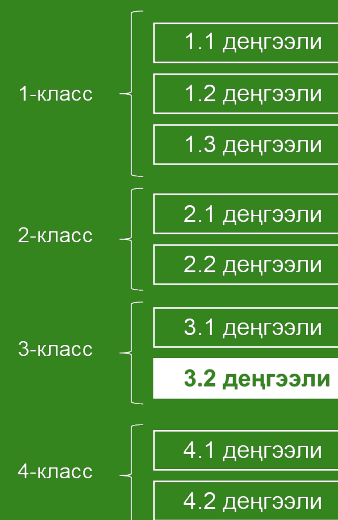 1-класс
1.1 деңгээли
1.2 деңгээли
1.3 деңгээли
2-класс
2.1 деңгээли
2.2 деңгээли
3-класс
3.1 деңгээли
3.2 деңгээли
4-класс
4.1 деңгээли
4.2 деңгээли